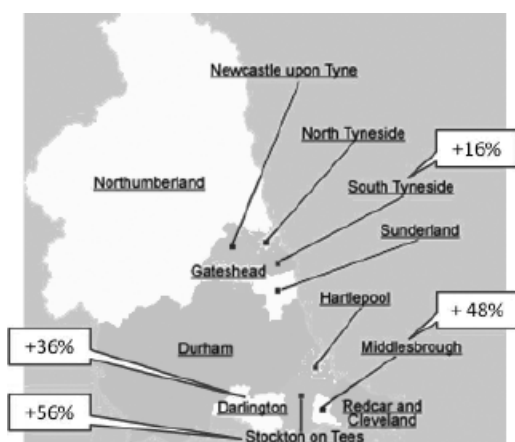 Newcastle upon Tyne
North Tyneside
+16%
Northumberland
South Tyneside
Sunderland
Gateshead
Hartlepool
+ 48%
+36%
Durham
Middlesbrough
Darlington
Redcar and
Cleveland
+56%
Stockton on Tees